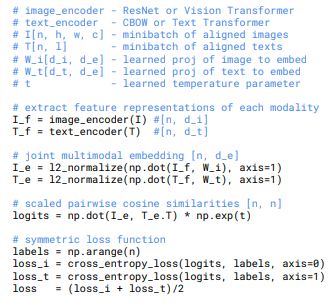 # image_encoder - ResNet or Vision Transformer
# text_encoder - CBOW or Text Transformer
# I[n, h, w, c] - minibatch of aligned images
# T[n, l] - minibatch of aligned texts
# W_i[d_i, d_e] - learned proj of image to embed
# W_t[d_t, d_e] - learned proj of text to embed
# t - learned temperature parameter
# extract feature representations of each modality
I_f = image_encoder(I) #[n, d_i]
T_f = text_encoder(T) #[n, d_t]
# joint multimodal embedding [n, d_e]
I_e = l2_normalize(np.dot(I_f, W_i), axis=1)
T_e = l2_normalize(np.dot(T_f, W_t), axis=1)
# scaled pairwise cosine similarities [n, n]
logits = np.dot(I_e, T_e.T) * np.exp(t)
# symmetric loss function
labels = np.arange(n)
loss_i = cross_entropy_loss(logits, labels, axis=0)
loss_t = cross_entropy_loss(logits, labels, axis=1)
loss = (loss_i + loss_t)/2